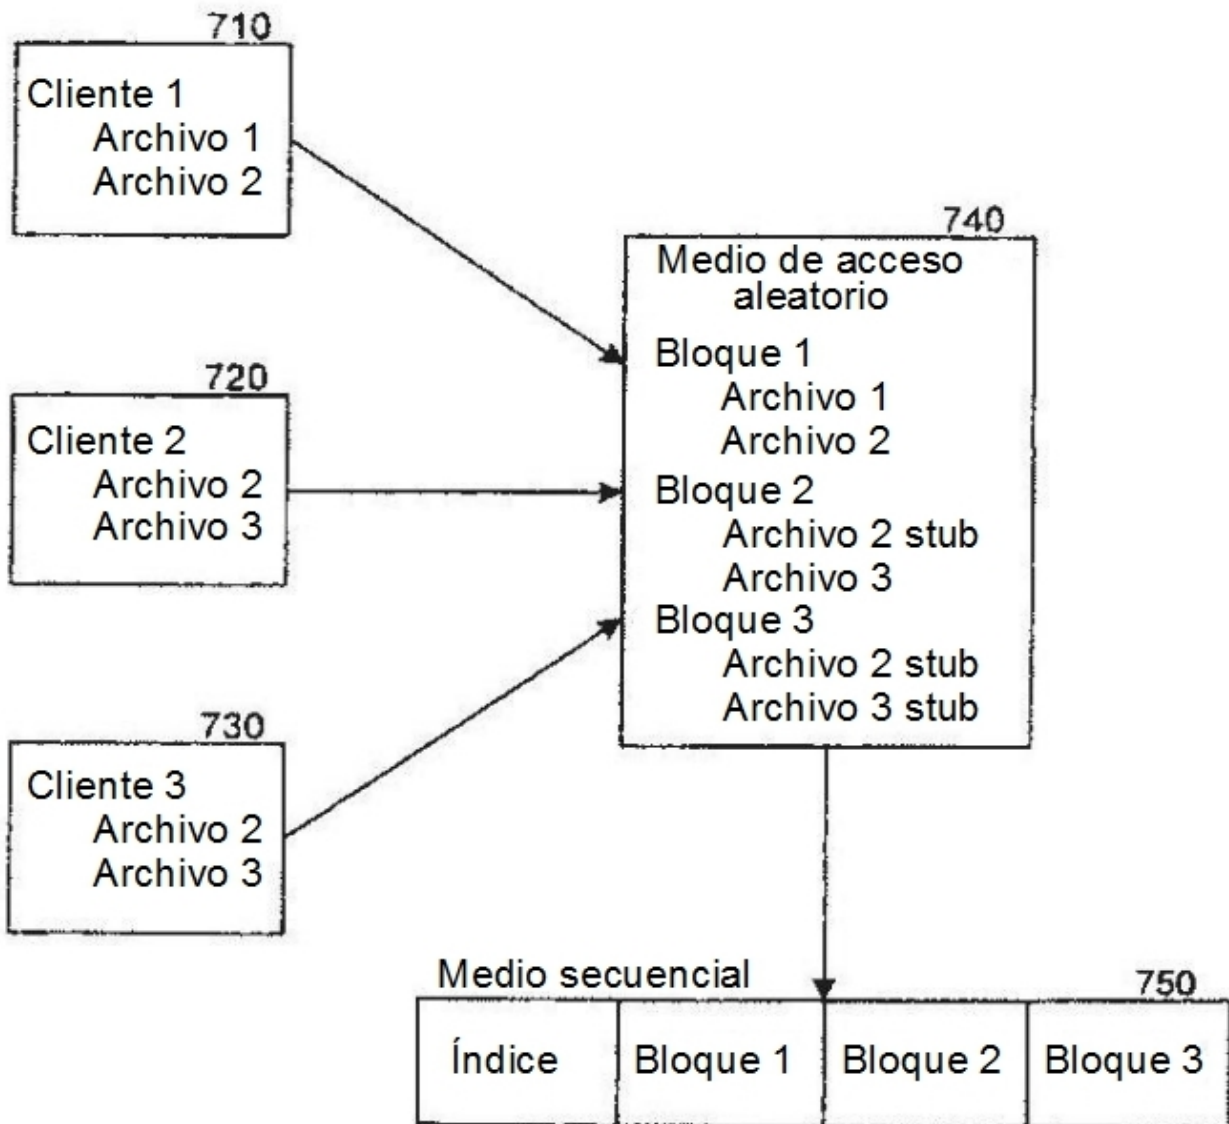 710
Cliente 1
Archivo 1
Archivo 2
720
Cliente 2
Archivo 2
Archivo 3
730
Cliente 3
Archivo 2
Archivo 3
740
Medio de acceso
aleatorio
Bloque 1
Archivo 1
Archivo 2
Bloque 2
Archivo 2 stub
Archivo 3
Bloque 3
Archivo 2 stub
Archivo 3 stub
Medio secuencial
750
Índice
Bloque 1
Bloque 2
Bloque 3